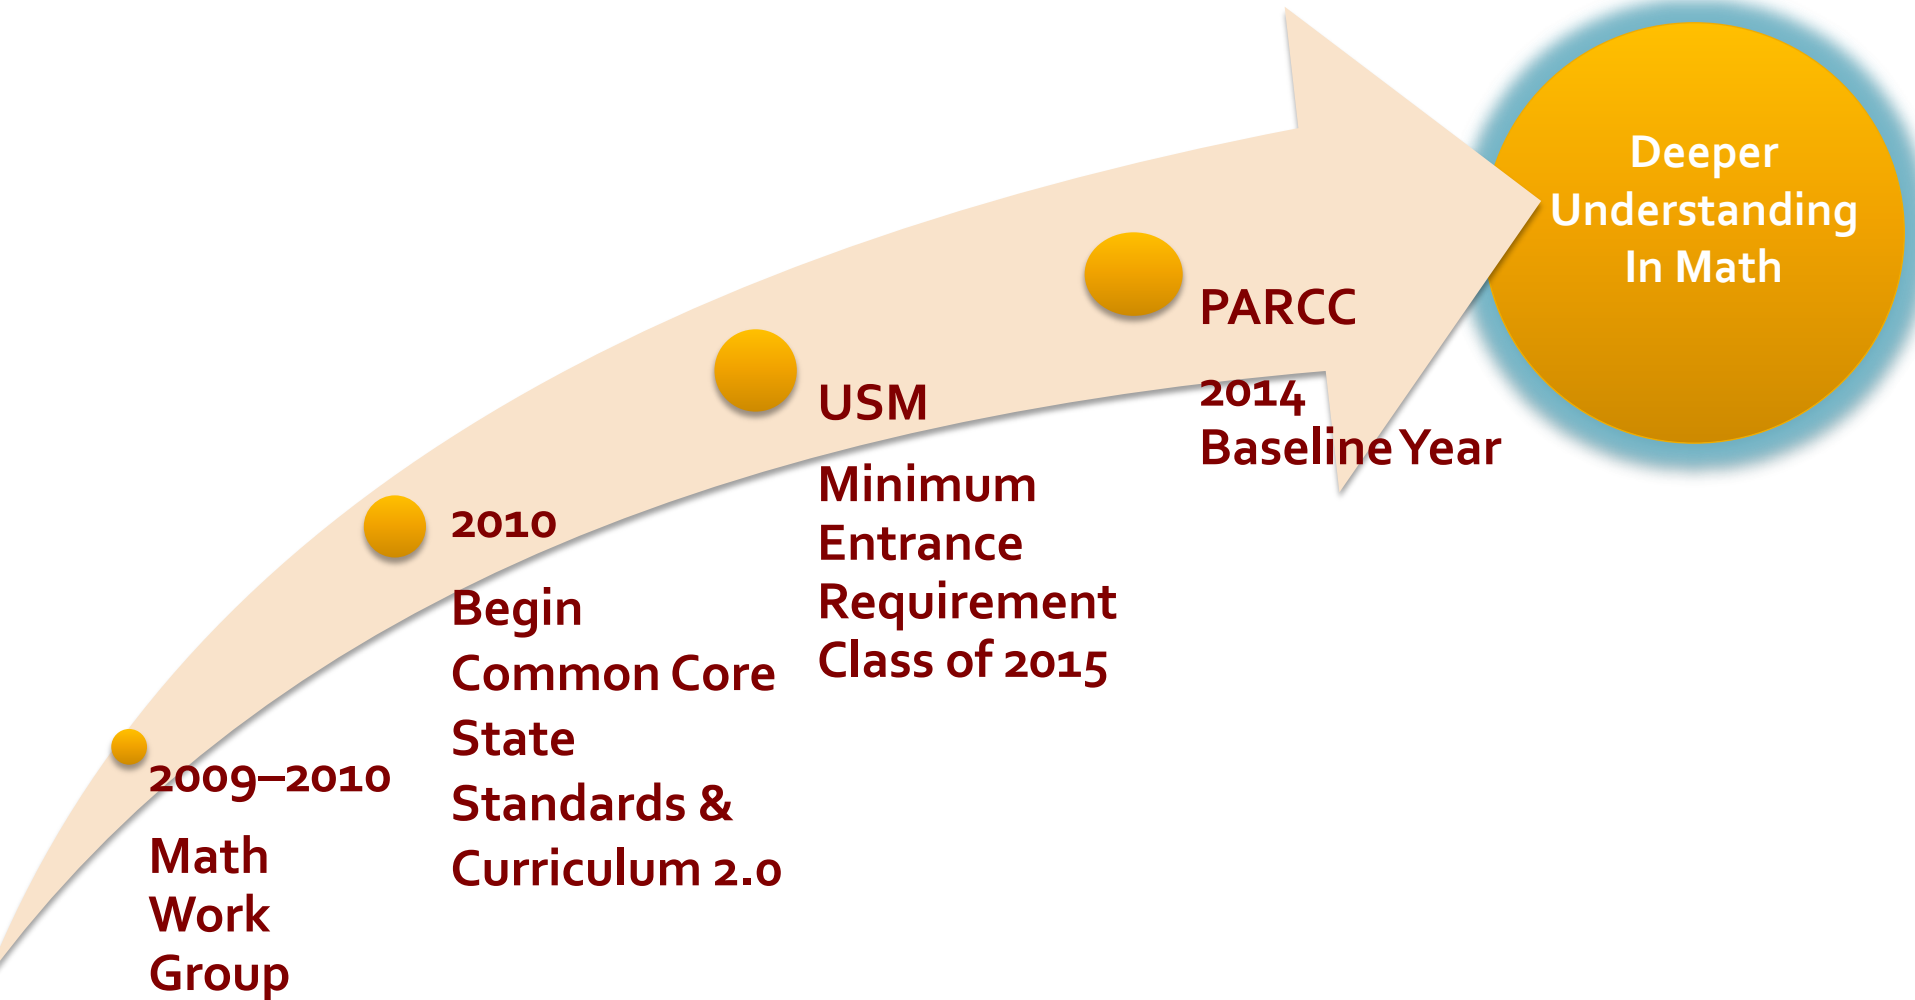 2009–2010
Math
Work
Group
2010
Begin
Common Core
State
Standards &
Curriculum 2.0
USM
Minimum
Entrance
Requirement
Class of 2015
PARCC
2014
Baseline Year
Deeper
Understanding
In Math